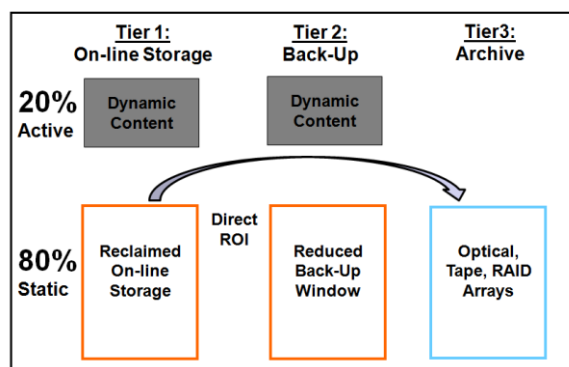 Tier 1:
On-line Storage
Tier 2:
Back-Up
Tier3:
Archive
20%
Active
Dynamic
Content
Dynamic
Content
80%
Static
Reclaimed
On-line
Storage
Direct
ROI
Reduced
Back-Up
Window
Optical,
Tape, RAID
Arrays